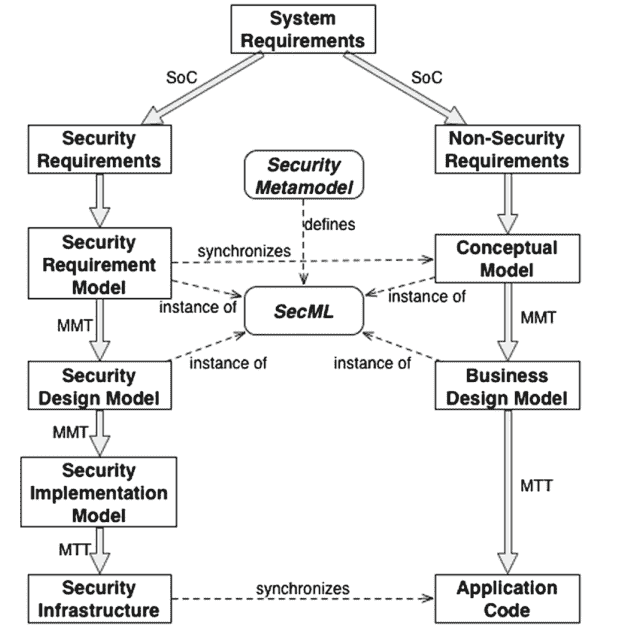 System
Requirements
SoC
SoC
Security
Requirements
Non-Security
Requirements
Security
Metamodel
defines
Security
Requirement
Model
synchronizes
Conceptual
Model
instance of
instance of
SecML
MMT
MMT
instance of
instance of
Security
Design Model
Business
Design Model
MMT
Security
Implementation
Model
MTT
MTT
Security
Infrastructure
synchronizes
Application
Code